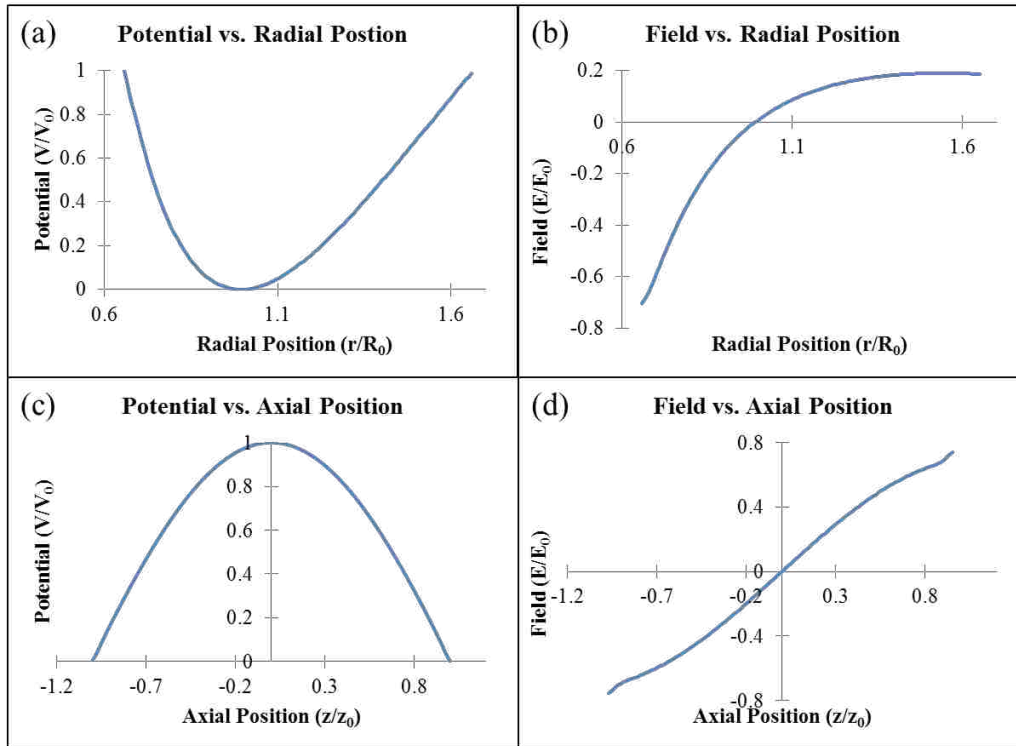 (a)
Potential vs. Radial Postion
1
0.8
0.6
0.4
0.2
0
0.6
1.1
1.6
Potential (V/V0)
Radial Position (r/R0)
(b)
Field vs. Radial Position
0.2
0
-0.2
-0.4
-0.6
-0.8
0.6
1.1
1.6
Field (E/E0)
Radial Position (r/R0)
(c)
Potential vs. Axial Position
1
0.8
0.6
0.4
0.2
0
-1.2
-0.7
-0.2
0.3
0.8
Potential (V/V0)
Axial Position (z/z0)
(d)
Field vs. Axial Position
0.8
0.4
0
-0.4
-0.8
-1.2
-0.7
-0.2
0.3
0.8
Field (E/E0)
Axial Position (z/z0)